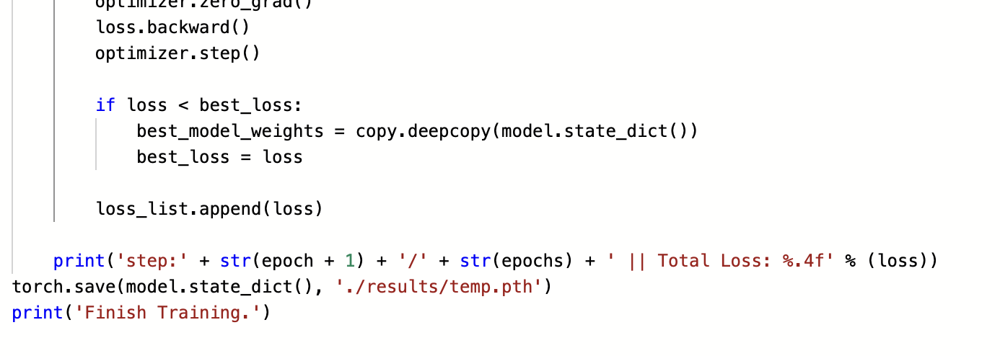 optimizer.zero_grad()
loss.backward()
optimizer.step()
if loss < best_loss:
best_model_weights = copy.deepcopy(model.state_dict())
best_loss = loss
loss_list.append(loss)
print('step:' + str(epoch + 1) + '/' + str(epochs) + ' || Total Loss: %.4f' % (loss))
torch.save(model.state_dict(), './results/temp.pth')
print('Finish Training.')